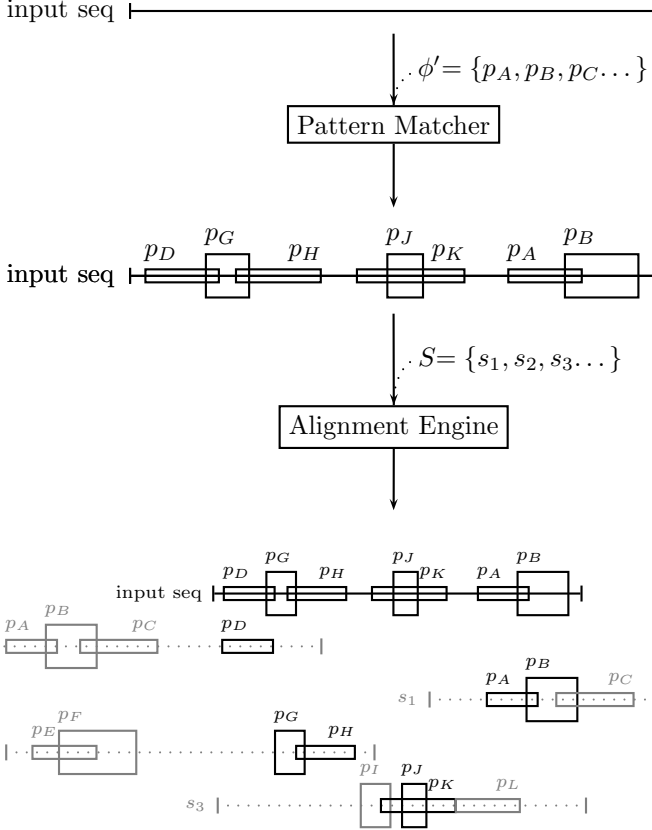 input seq
ϕ′= {p_A, p_B, p_C...}
Pattern Matcher
p_D p_G p_H p_J p_K p_A p_B
input seq
S= {s_1, s_2, s_3...}
Alignment Engine
p_D p_G p_H p_J p_K p_A p_B
input seq
p_A p_B p_C p_D
p_A p_B p_C
s_1
p_E p_F p_G p_H
p_I p_J p_K p_L
s_3